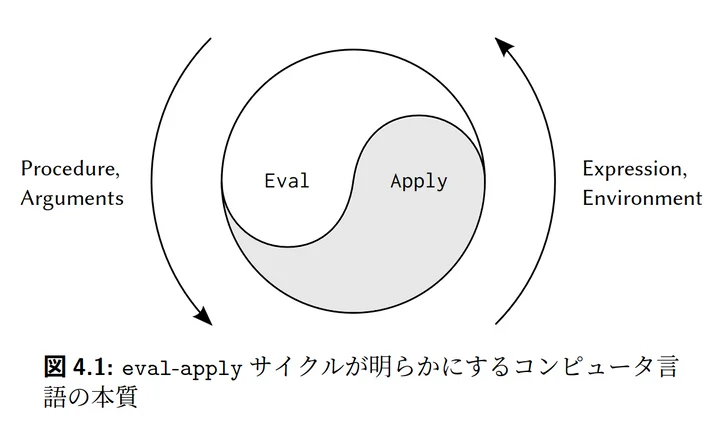 Procedure,
Arguments
Eval
Apply
Expression,
Environment
図 4.1: eval-apply サイクルが明らかにするコンピュータ言
語の本質